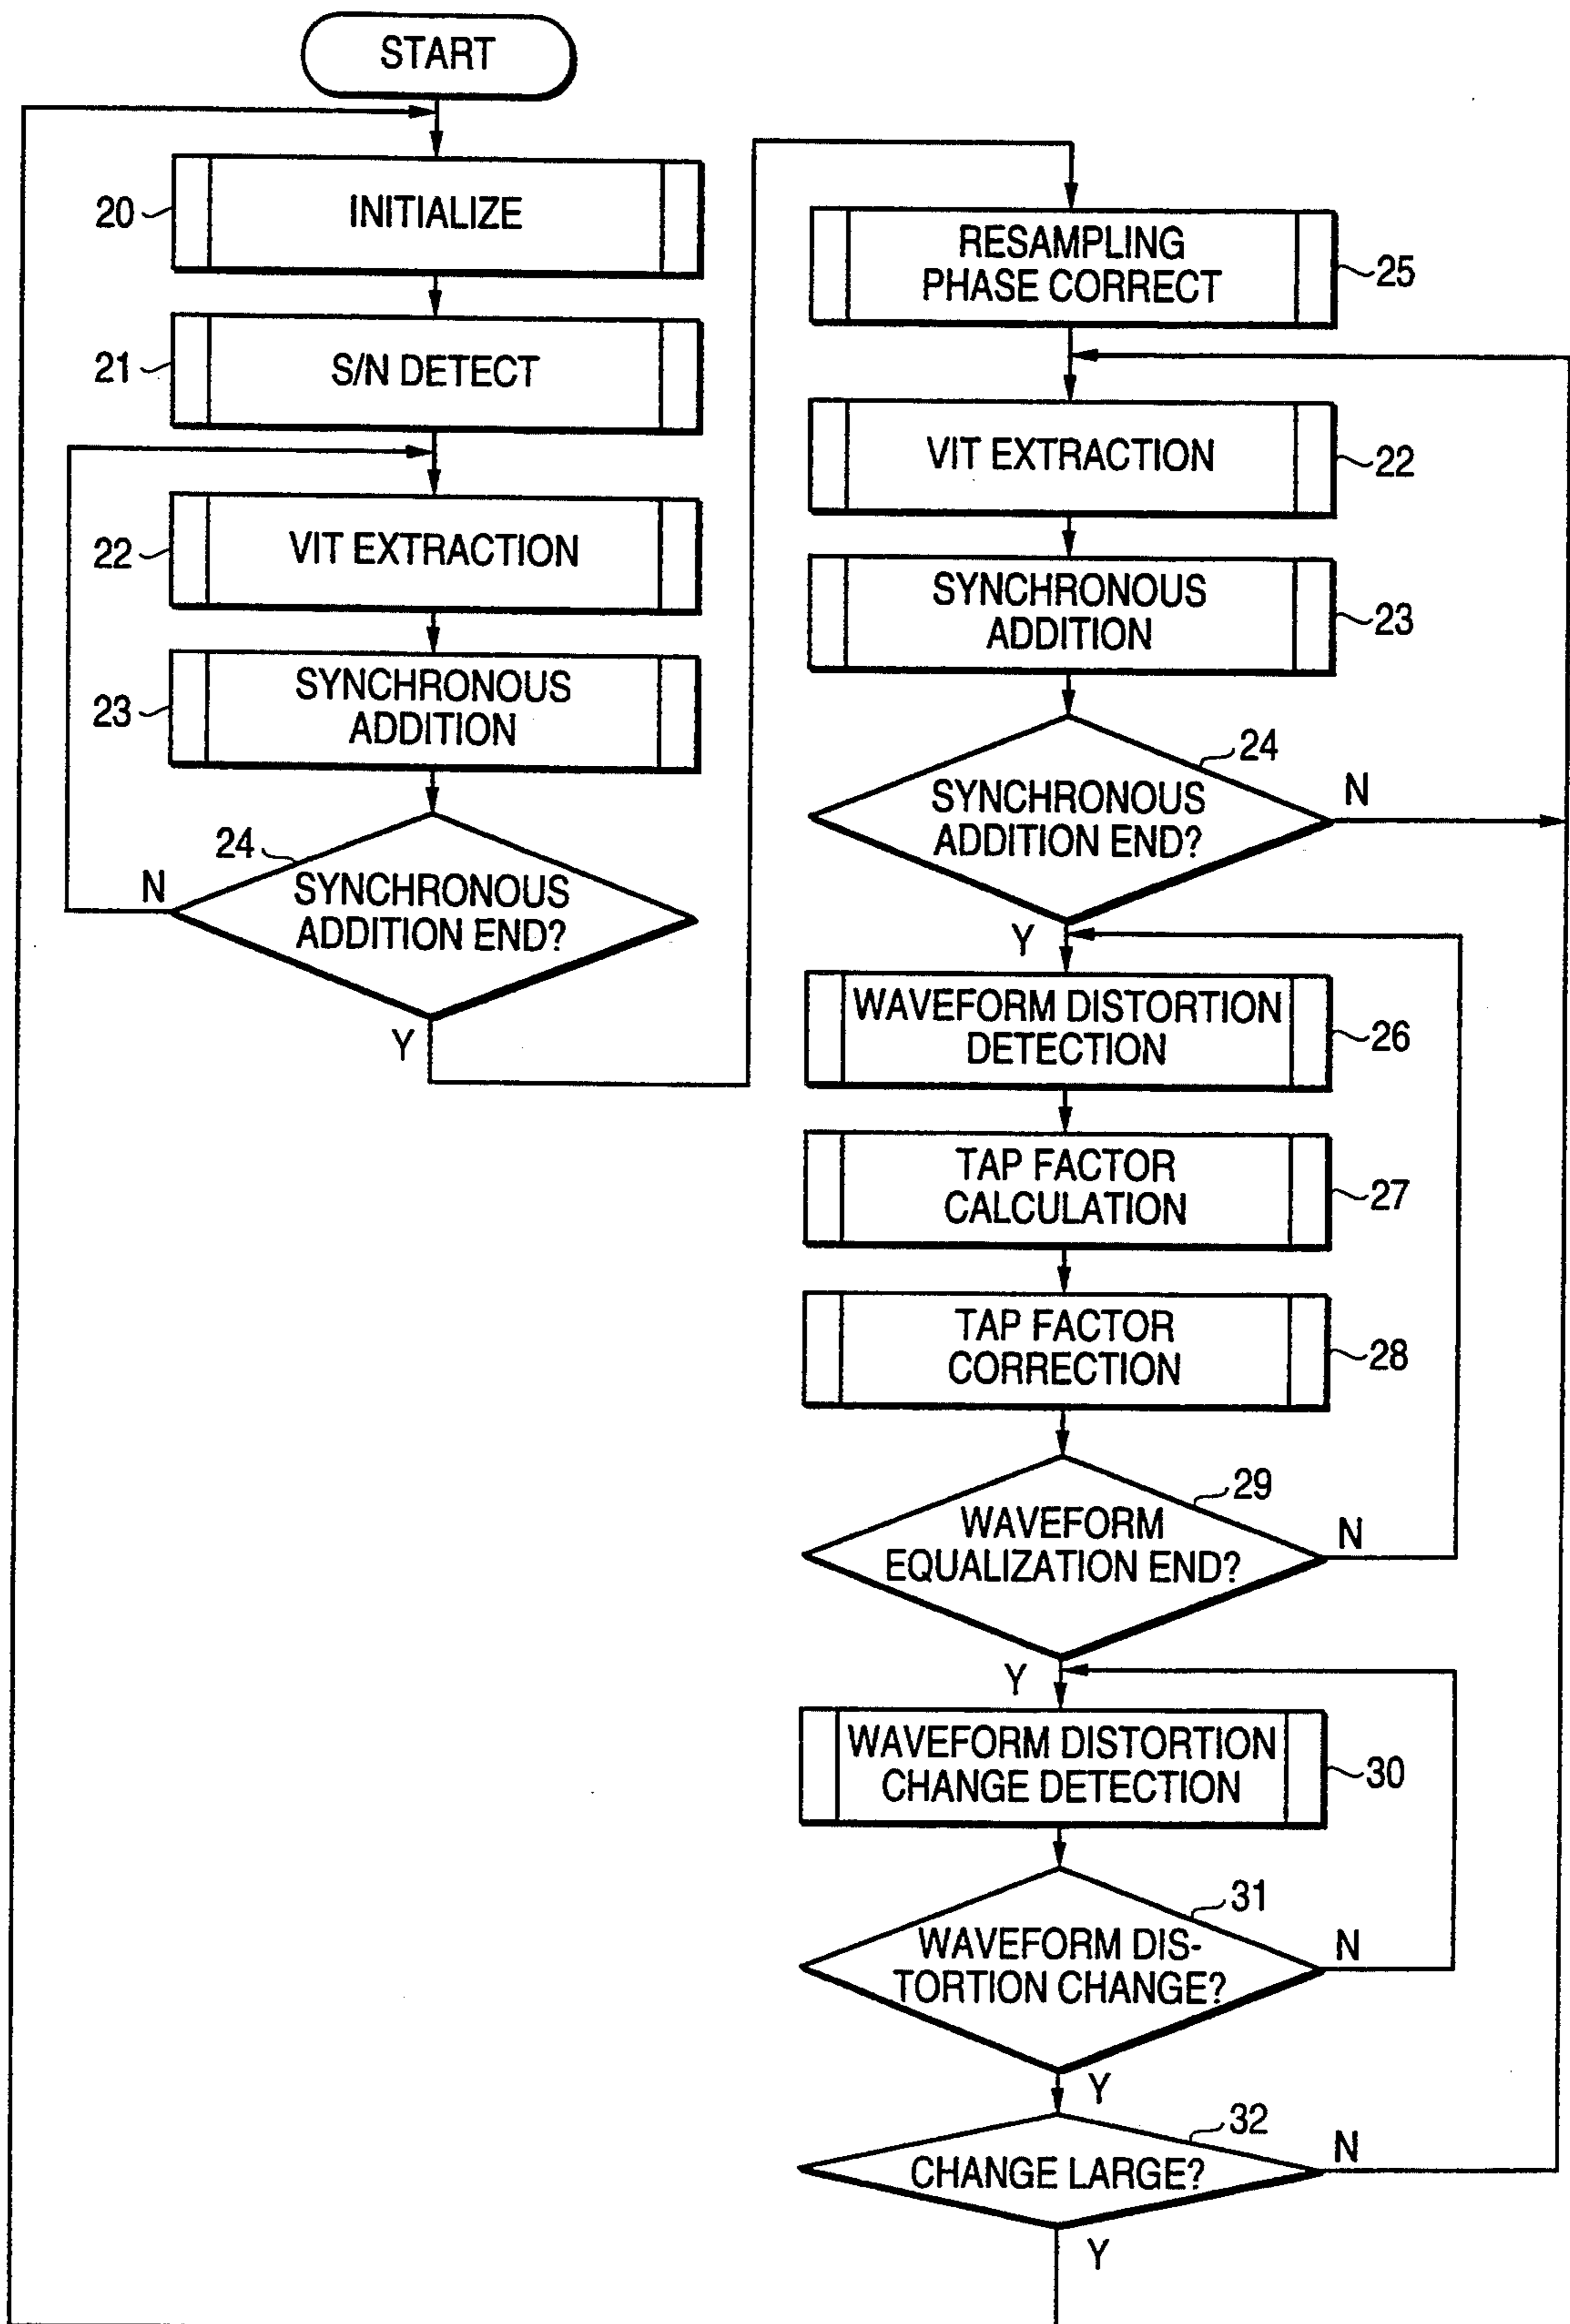 START
20
INITIALIZE
21
S/N DETECT
22
VIT EXTRACTION
23
SYNCHRONOUS
ADDITION
24
N
SYNCHRONOUS
ADDITION END?
Y
RESAMPLING
PHASE CORRECT
25
VIT EXTRACTION
22
SYNCHRONOUS
ADDITION
23
24
SYNCHRONOUS
ADDITION END?
N
Y
WAVEFORM DISTORTION
DETECTION
26
TAP FACTOR
CALCULATION
27
TAP FACTOR
CORRECTION
28
29
WAVEFORM
EQUALIZATION END?
N
Y
WAVEFORM DISTORTION
CHANGE DETECTION
30
31
WAVEFORM DIS-
TORTION CHANGE?
N
Y
32
CHANGE LARGE?
N
Y